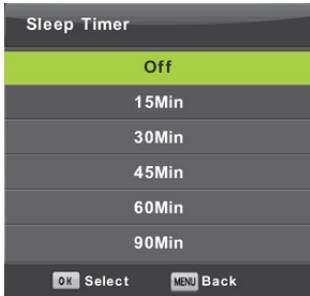 Sleep Timer
Off
15Min
30Min
45Min
60Min
90Min
OK Select MENU Back